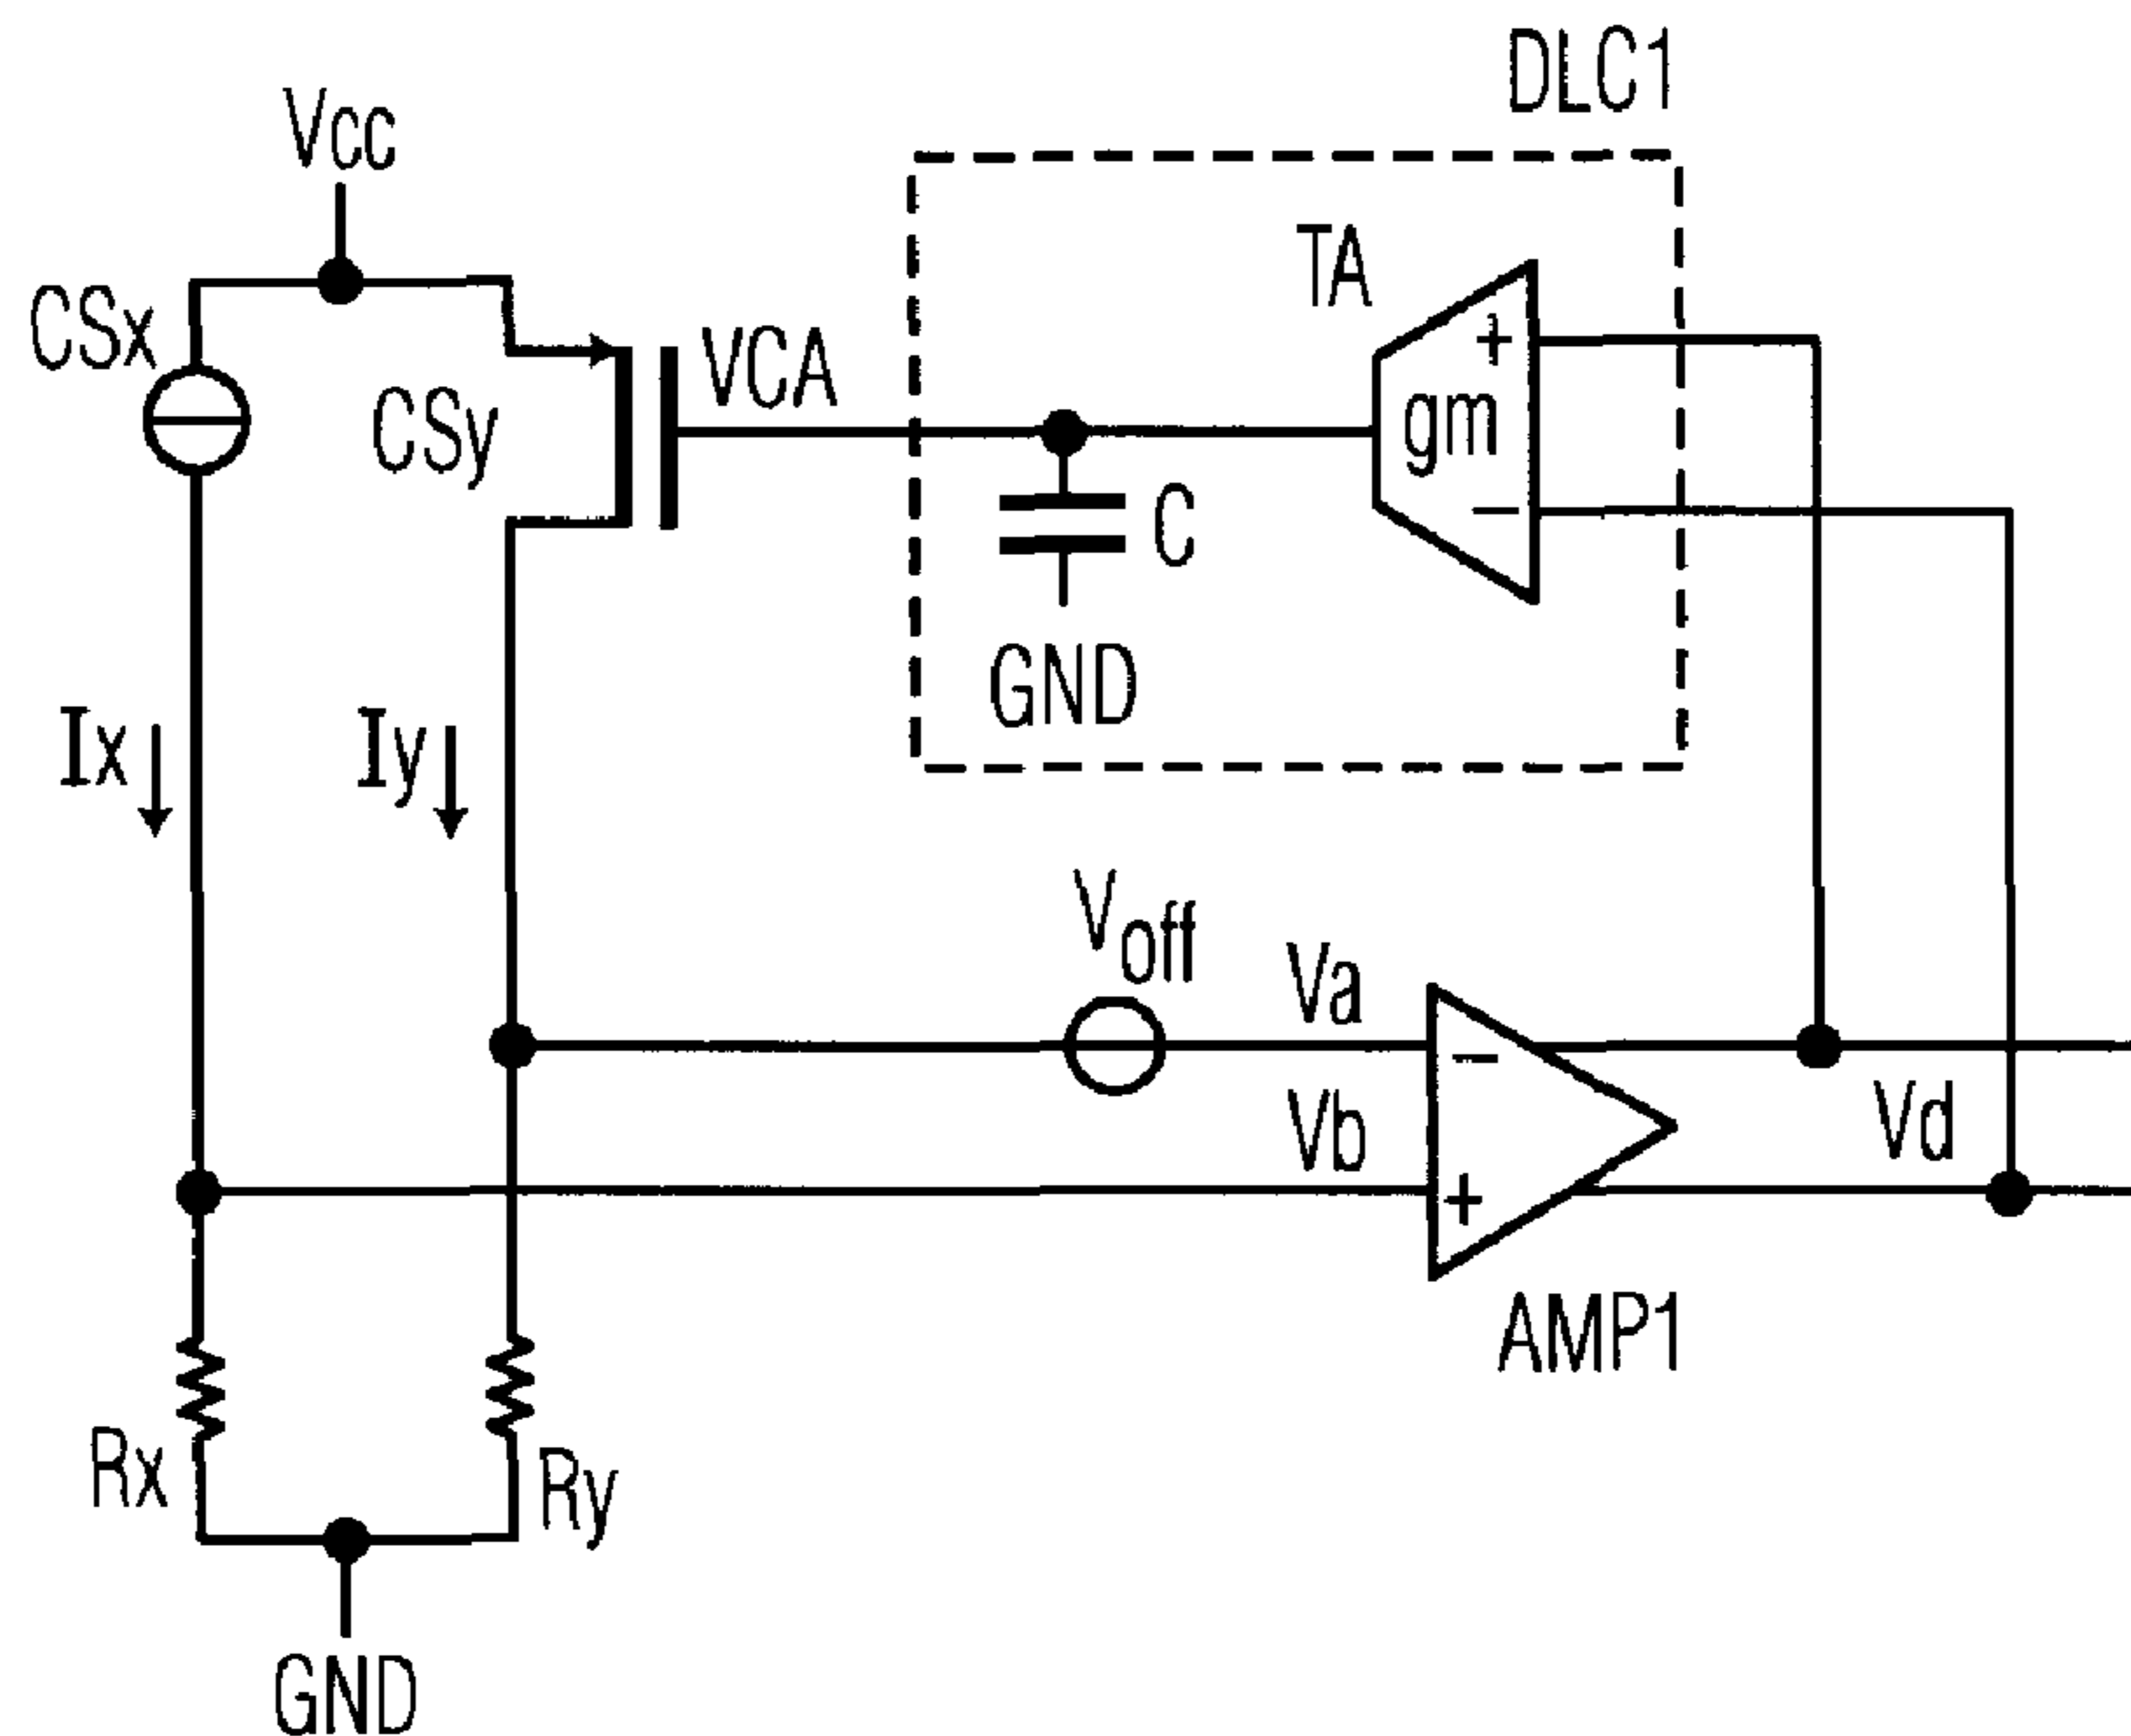 DLC1
Vcc
TA
CSx
VCA
+
CSy
gm
−
C
GND
Ix
Iy
Voff
Va
−
Vd
Vb
+
AMP1
Rx
Ry
GND